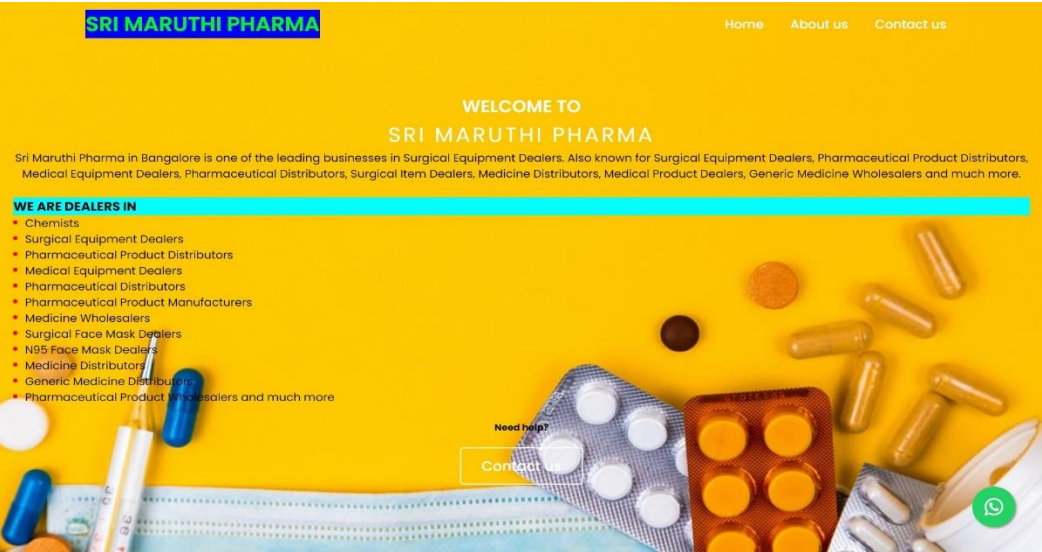 SRI MARUTHI PHARMA
Home About us Contact us
WELCOME TO
SRI MARUTHI PHARMA
Sri Maruthi Pharma in Bangalore is one of the leading businesses in Surgical Equipment Dealers. Also known for Surgical Equipment Dealers, Pharmaceutical Product Distributors,
Medical Equipment Dealers, Pharmaceutical Distributors, Surgical Item Dealers, Medicine Distributors, Medical Product Dealers, Generic Medicine Wholesalers and much more.
WE ARE DEALERS IN
• Chemists
• Surgical Equipment Dealers
• Pharmaceutical Product Distributors
• Medical Equipment Dealers
• Pharmaceutical Distributors
• Pharmaceutical Product Manufacturers
• Medicine Wholesalers
• Surgical Face Mask Dealers
• N95 Face Mask Dealers
• Medicine Distributors
• Generic Medicine Distributors
• Pharmaceutical Product Wholesalers and much more
Need help?
Contact us